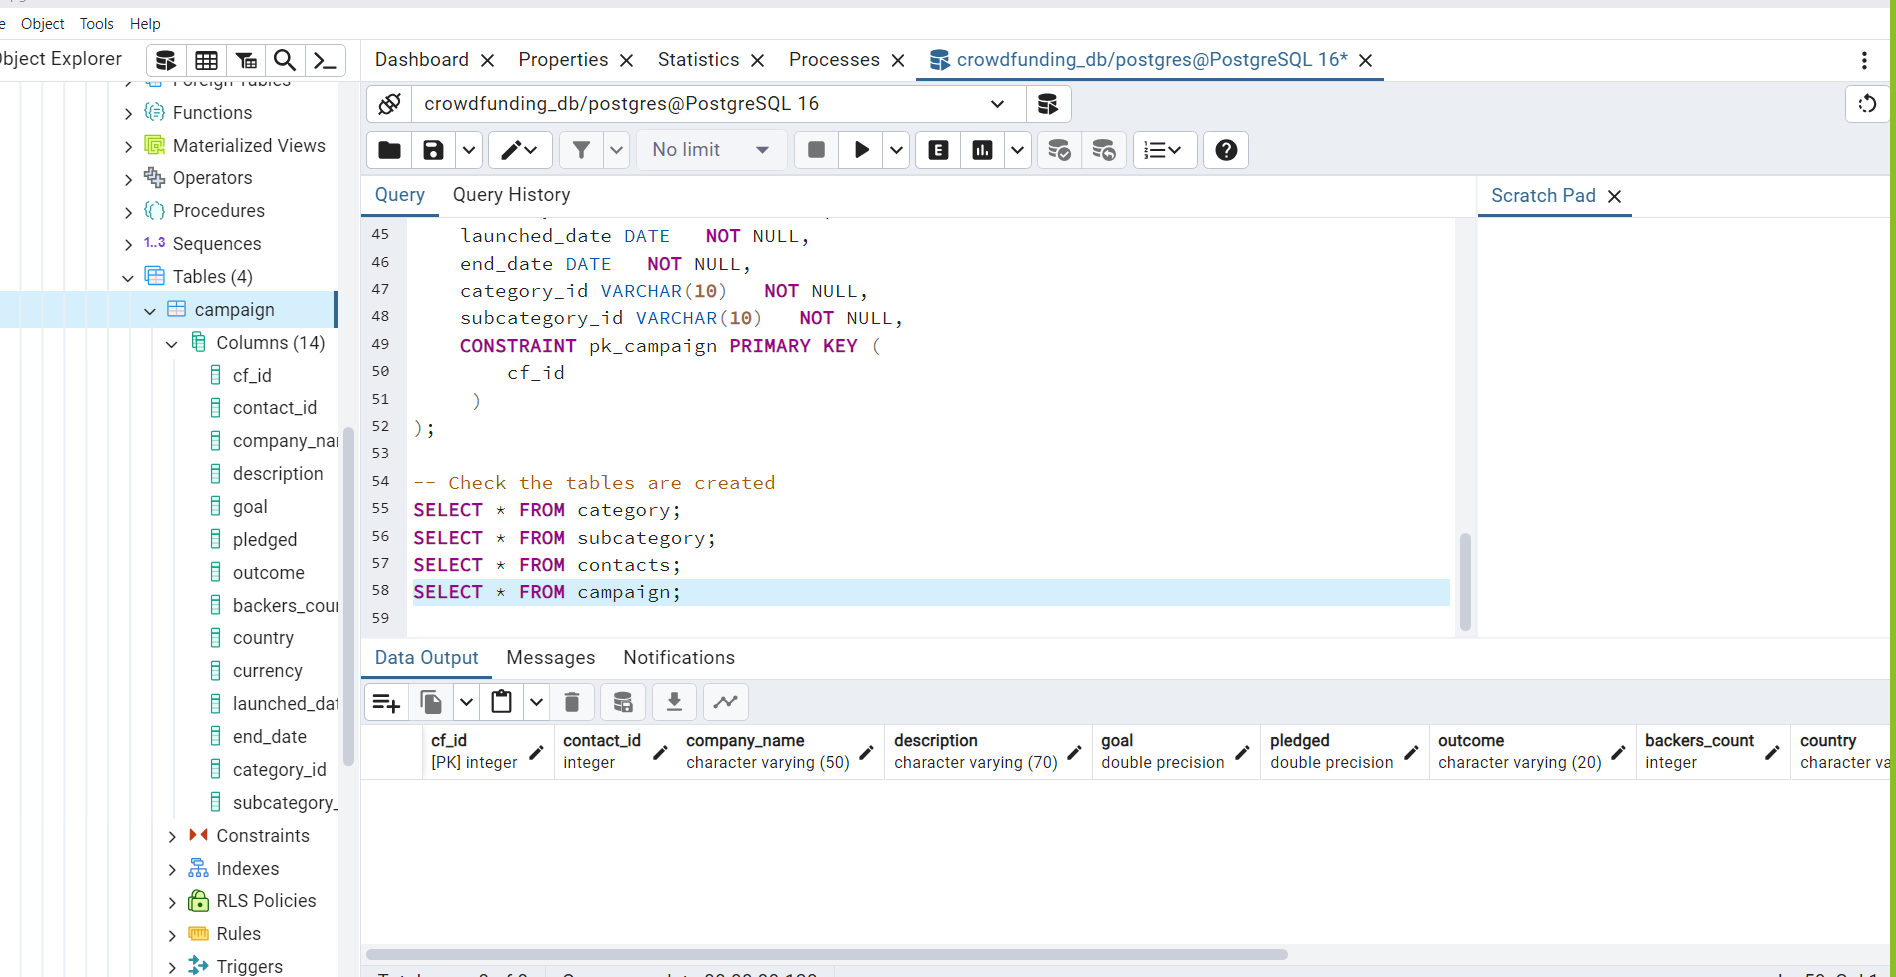 Object Tools Help
Object Explorer
Dashboard Properties Statistics Processes crowdfunding_db/postgres@PostgreSQL 16*
Functions
Materialized Views
Operators
Procedures
1..3 Sequences
Tables (4)
campaign
Columns (14)
cf_id
contact_id
company_nar
description
goal
pledged
outcome
backers_cour
country
currency
launched_dat
end_date
category_id
subcategory_
Constraints
Indexes
RLS Policies
Rules
Triggers
crowdfunding_db/postgres@PostgreSQL 16
No limit
E
Query Query History
Scratch Pad
45 launched_date DATE NOT NULL,
46 end_date DATE NOT NULL,
47 category_id VARCHAR(10) NOT NULL,
48 subcategory_id VARCHAR(10) NOT NULL,
49 CONSTRAINT pk_campaign PRIMARY KEY (
50 cf_id
51 )
52 );
53
54 -- Check the tables are created
55 SELECT * FROM category;
56 SELECT * FROM subcategory;
57 SELECT * FROM contacts;
58 SELECT * FROM campaign;
59
Data Output Messages Notifications
cf_id contact_id company_name description goal pledged outcome backers_count country
[PK] integer integer character varying (50) character varying (70) double precision double precision character varying (20) integer character va